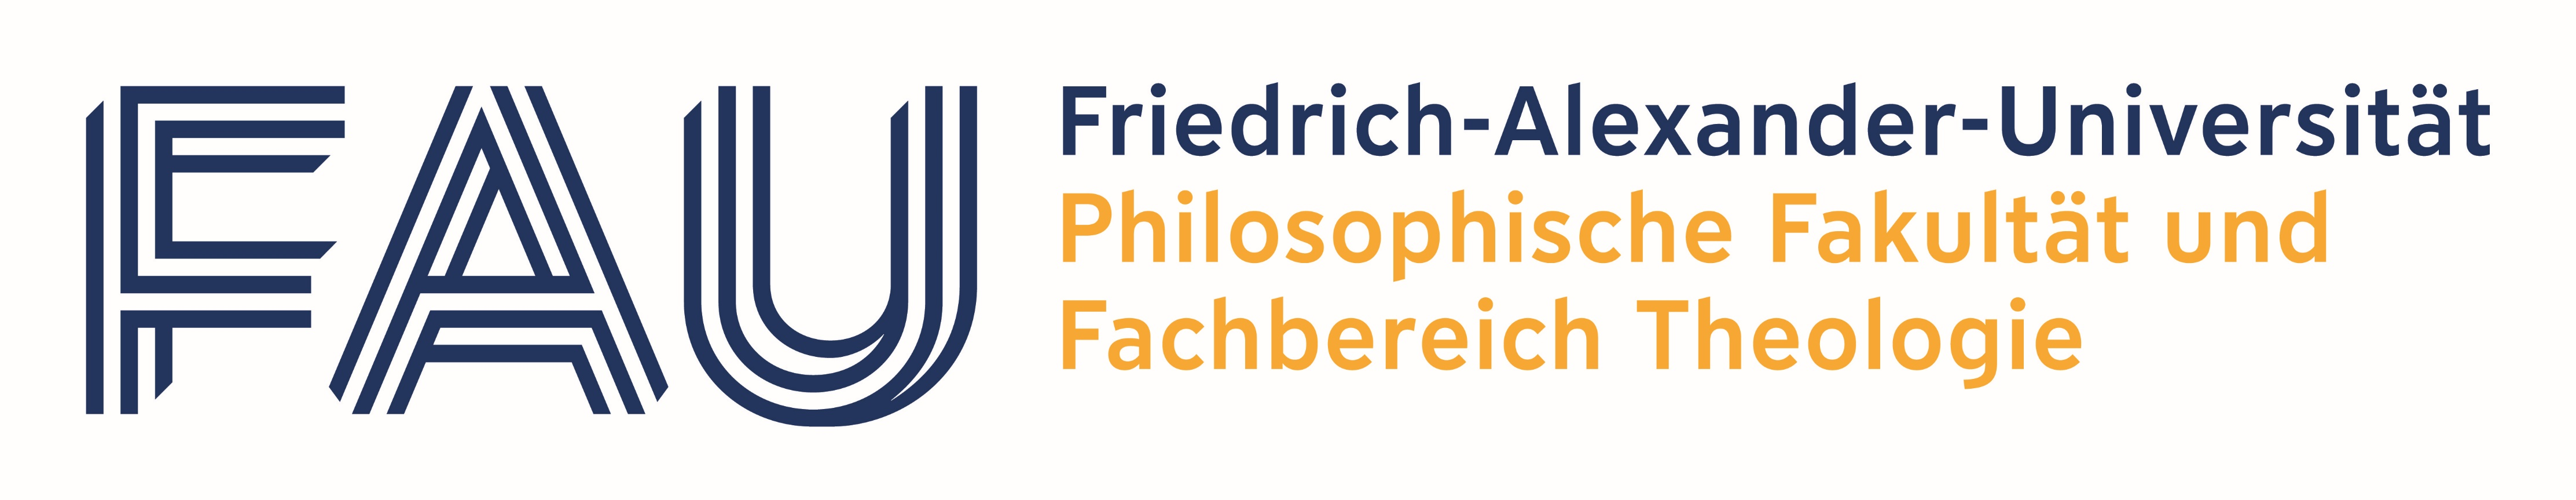 FAU
Friedrich-Alexander-Universität
Philosophische Fakultät und
Fachbereich Theologie